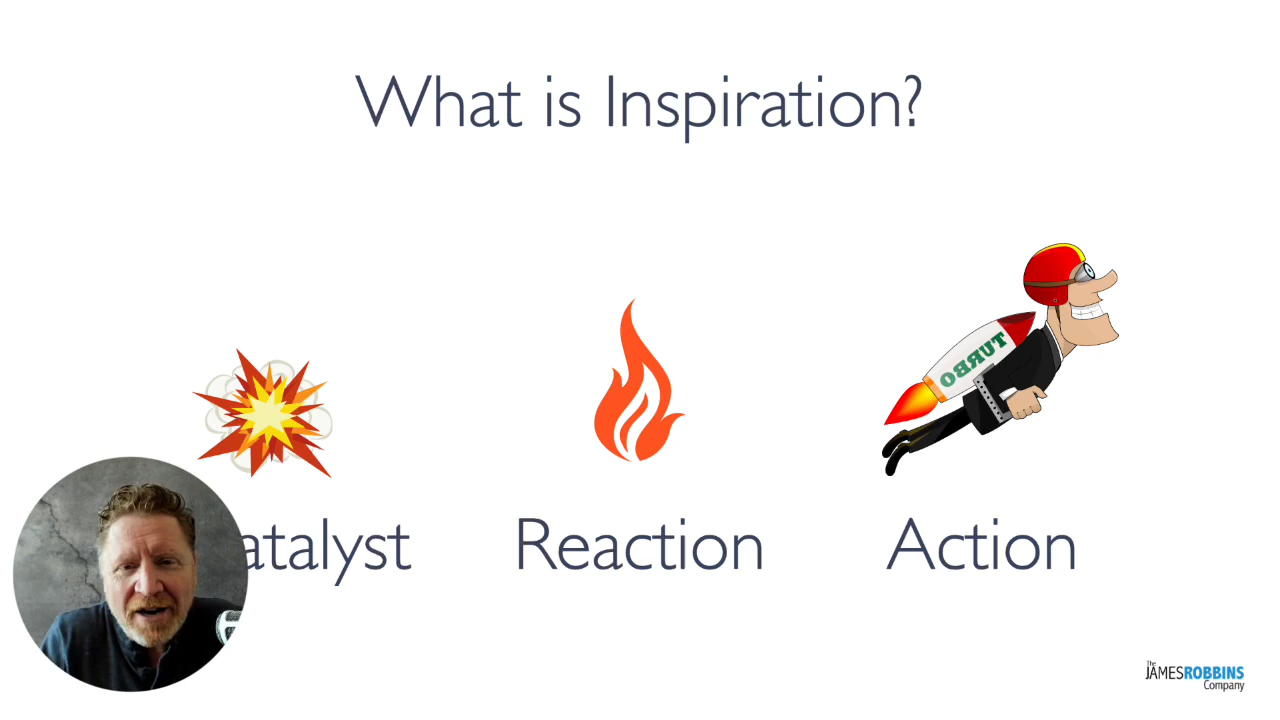 What is Inspiration?
TURBO
atalyst
Reaction
Action
The
JAMESROBBINS
Company